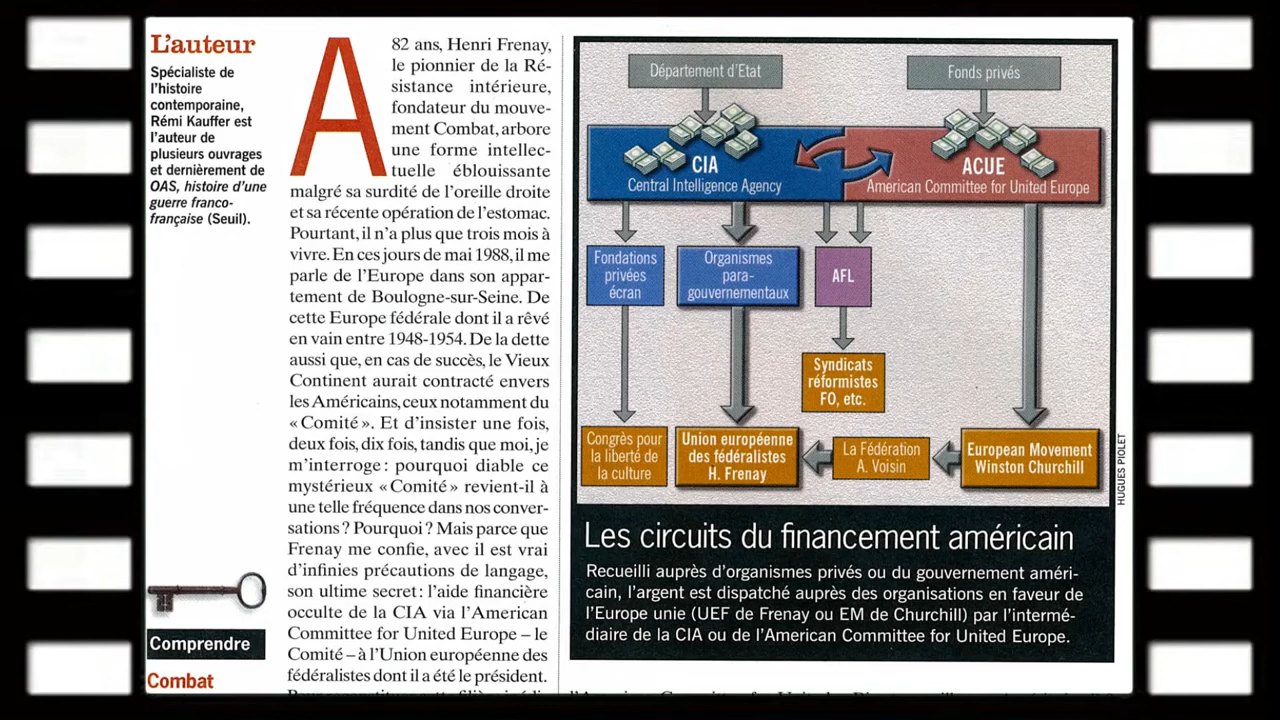 L'auteur
Spécialiste de
l'histoire
contemporaine,
Rémi Kauffer est
l'auteur de
plusieurs ouvrages
et dernièrement de
OAS, histoire d'une
guerre franco-
française (Seuil).
Comprendre
Combat
A 82 ans, Henri Frenay,
le pionnier de la Ré-
sistance intérieure,
fondateur du mouve-
ment Combat, arbore
une forme intellec-
tuelle éblouissante
malgré sa surdité de l'oreille droite
et sa récente opération de l'estomac.
Pourtant, il n'a plus que trois mois à
vivre. En ces jours de mai 1988, il me
parle de l'Europe dans son appar-
tement de Boulogne-sur-Seine. De
cette Europe fédérale dont il a rêvé
en vain entre 1948-1954. De la dette
aussi que, en cas de succès, le Vieux
Continent aurait contracté envers
les Américains, ceux notamment du
« Comité ». Et d'insister une fois,
deux fois, dix fois, tandis que moi, je
m'interroge : pourquoi diable ce
mystérieux « Comité » revient-il à
une telle fréquence dans nos conver-
sations ? Pourquoi ? Mais parce que
Frenay me confie, avec il est vrai
d'infinies précautions de langage,
son ultime secret : l'aide financière
occulte de la CIA via l'American
Committee for United Europe – le
Comité – à l'Union européenne des
fédéralistes dont il a été le président.
Département d'Etat
Fonds privés
CIA
Central Intelligence Agency
ACUE
American Committee for United Europe
Fondations
privées
écran
Organismes
para-
gouvernementaux
AFL
Syndicats
réformistes
FO, etc.
Congrès pour
la liberté de
la culture
Union européenne
des fédéralistes
H. Frenay
La Fédération
A. Voisin
European Movement
Winston Churchill
HUGUES PIOLET
Les circuits du financement américain
Recueilli auprès d'organismes privés ou du gouvernement améri-
cain, l'argent est dispatché auprès des organisations en faveur de
l'Europe unie (UEF de Frenay ou EM de Churchill) par l'intermé-
diaire de la CIA ou de l'American Committee for United Europe.